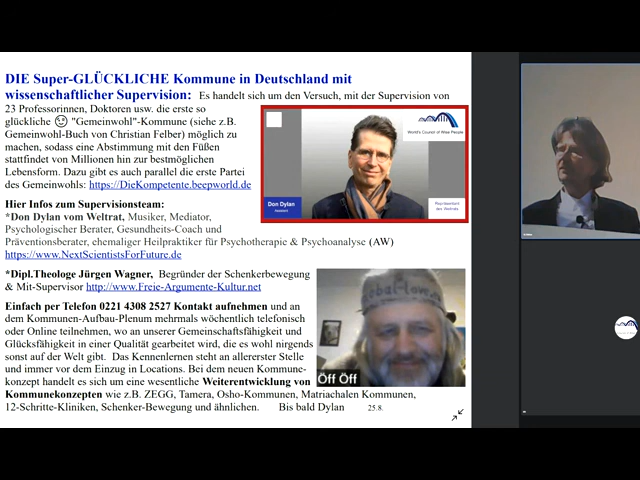 DIE Super-GLÜCKLICHE Kommune in Deutschland mit
wissenschaftlicher Supervision: Es handelt sich um den Versuch, mit der Supervision von
23 Professorinnen, Doktoren usw. die erste so
glückliche 😉 "Gemeinwohl"-Kommune (siehe z.B.
Gemeinwohl-Buch von Christian Felber) möglich zu
machen, sodass eine Abstimmung mit den Füßen
stattfindet von Millionen hin zur bestmöglichen
Lebensform. Dazu gibt es auch parallel die erste Partei
des Gemeinwohls: https://DieKompetente.beepworld.de
World's Council of Wise People
Don Dylan
Präsident/amt
des Weltrats
Hier Infos zum Supervisionsteam:
*Don Dylan vom Weltrat, Musiker, Mediator,
Psychologischer Berater, Gesundheits-Coach und
Präventionsberater, ehemaliger Heilpraktiker für Psychotherapie & Psychoanalyse (AW)
https://www.NextScientistsForFuture.de
*Dipl.Theologe Jürgen Wagner, Begründer der Schenkerbewegung
& Mit-Supervisor http://www.Freie-Argumente-Kultur.net
Einfach per Telefon 0221 4308 2527 Kontakt aufnehmen und an
dem Kommunen-Aufbau-Plenum mehrmals wöchentlich telefonisch
oder Online teilnehmen, wo an unserer Gemeinschaftsfähigkeit und
Glücksfähigkeit in einer Qualität gearbeitet wird, die es wohl nirgends
sonst auf der Welt gibt. Das Kennenlernen steht an allererster Stelle
und immer vor dem Einzug in Locations. Bei dem neuen Kommune-
konzept handelt es sich um eine wesentliche Weiterentwicklung von
Kommunekonzepten wie z.B. ZEGG, Tamera, Osho-Kommunen, Matriachalen Kommunen,
12-Schritte-Kliniken, Schenker-Bewegung und ähnlichen. Bis bald Dylan 25.8.
Öff Öff